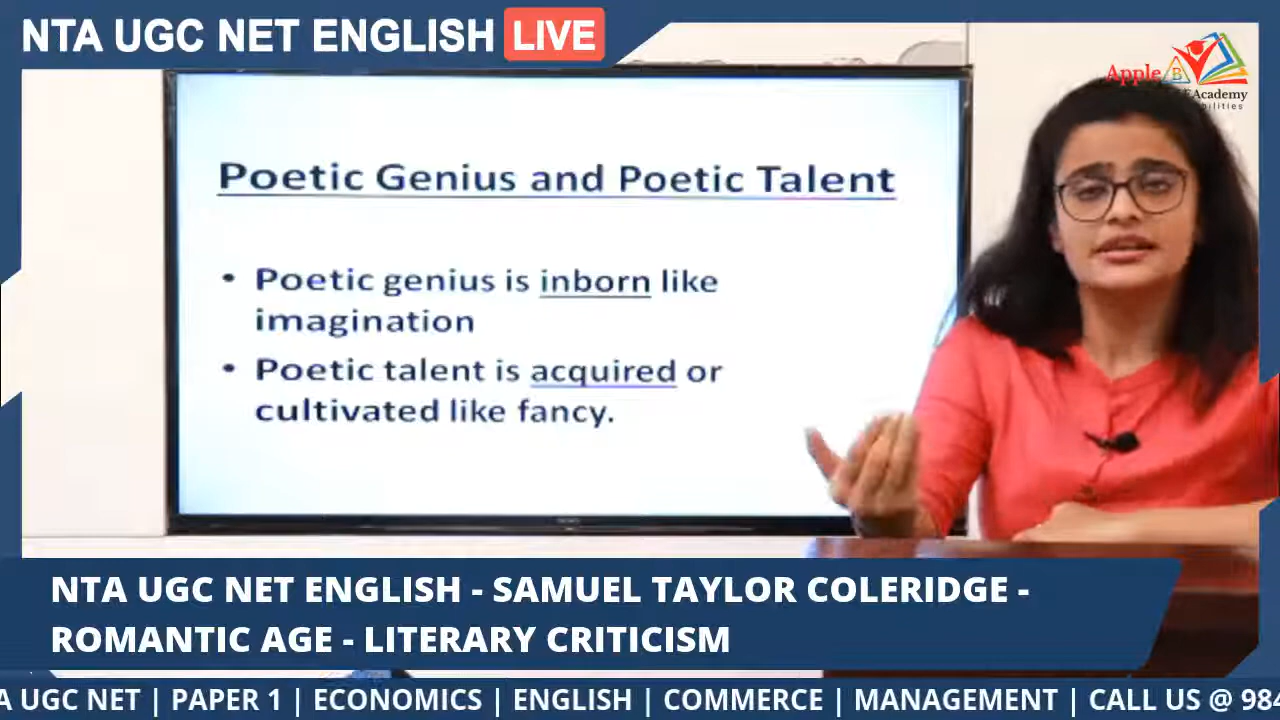 NTA UGC NET ENGLISH LIVE
Apple B
Academy
Poetic Genius and Poetic Talent
• Poetic genius is inborn like
imagination
• Poetic talent is acquired or
cultivated like fancy.
NTA UGC NET ENGLISH - SAMUEL TAYLOR COLERIDGE -
ROMANTIC AGE - LITERARY CRITICISM
A UGC NET | PAPER 1 | ECONOMICS | ENGLISH | COMMERCE | MANAGEMENT | CALL US @ 984